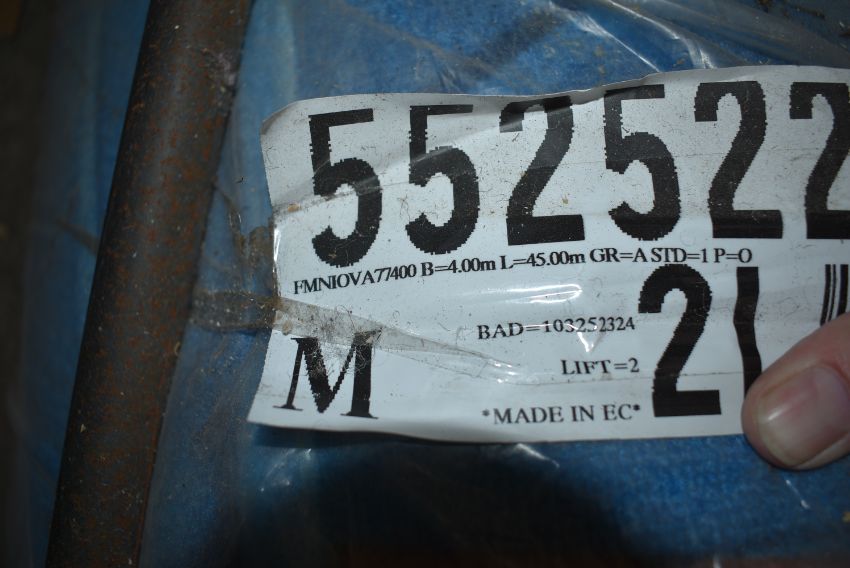 552522
FMNIOVA77400 B=4.00m L=45.00m GR=A STD=1 P=O
BAD=103252324
LIFT=2
M
*MADE IN EC*